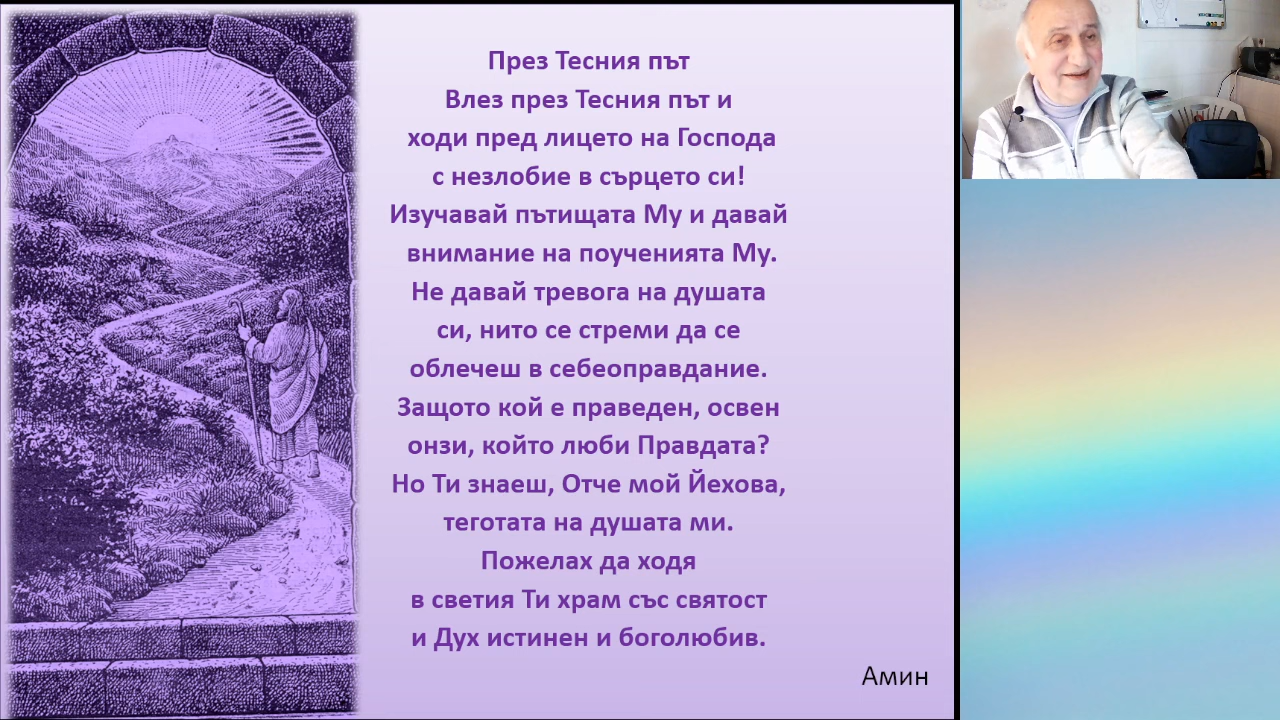 През Тесния път
Влез през Тесния път и
ходи пред лицето на Господа
с незлобие в сърцето си!
Изучавай пътищата Му и давай
внимание на поученията Му.
Не давай тревога на душата
си, нито се стреми да се
облечеш в себеоправдание.
Защото кой е праведен, освен
онзи, който люби Правдата?
Но Ти знаеш, Отче мой Йехова,
теготата на душата ми.
Пожелах да ходя
в светия Ти храм със святост
и Дух истинен и боголюбив.
Амин